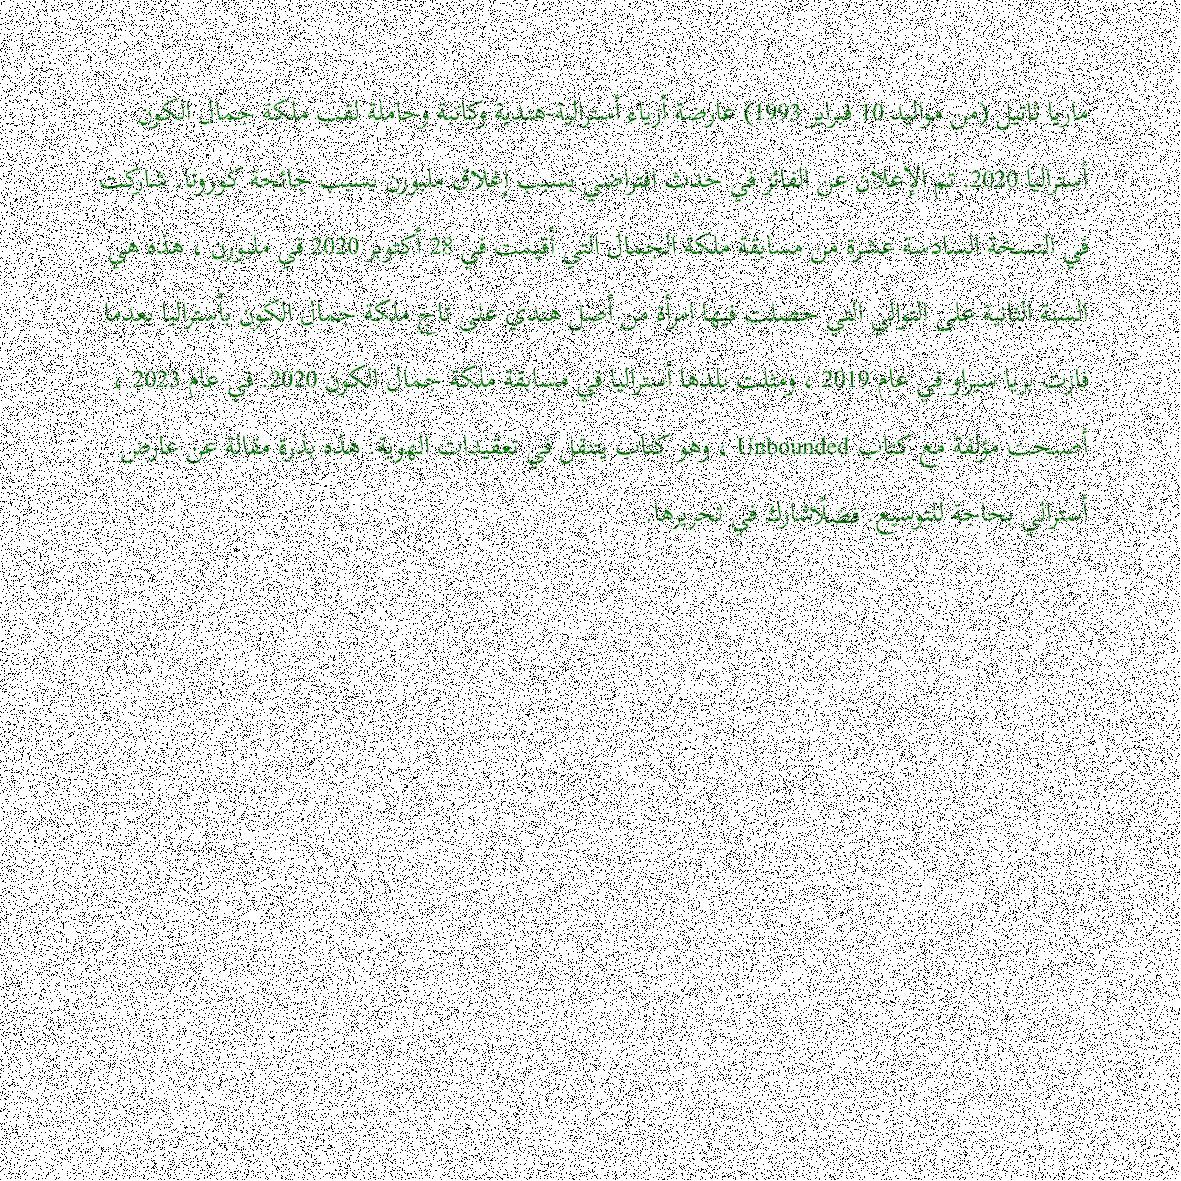 ماريا ثاتيل (من مواليد 10 فبراير 1993) عارضة أزياء أسترالية-هندية وكاتبة وحاملة لقب ملكة جمال الكون
أستراليا 2020. تم الإعلان عن الفائز في حدث افتراضي بسبب إغلاق ملبورن بسبب جائحة كورونا. شاركت
في النسخة السادسة عشرة من مسابقة ملكة الجمال التي أقيمت في 28 أكتوبر 2020 في ملبورن ، هذه هي
السنة الثانية على التوالي التي حصلت فيها امرأة من أصل هندي على تاج ملكة جمال الكون بأستراليا بعدما
فازت بريا سيراو في عام 2019 ، ومثلت بلدها أستراليا في مسابقة ملكة جمال الكون 2020. في عام 2023 ،
أصبحت مؤلفة مع كتاب Unbounded ، وهو كتاب يتنقل في تعقيدات الهوية. هذه بذرة مقالة عن عارض
أسترالي بحاجة للتوسيع. فضلًاشارك في تحريرها.